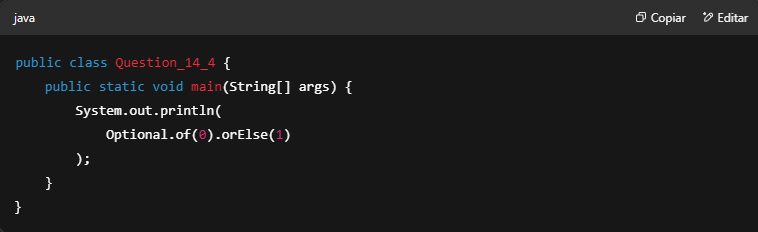 java Copiar Editar
public class Question_14_4 {
    public static void main(String[] args) {
        System.out.println(
            Optional.of(0).orElse(1)
        );
    }
}